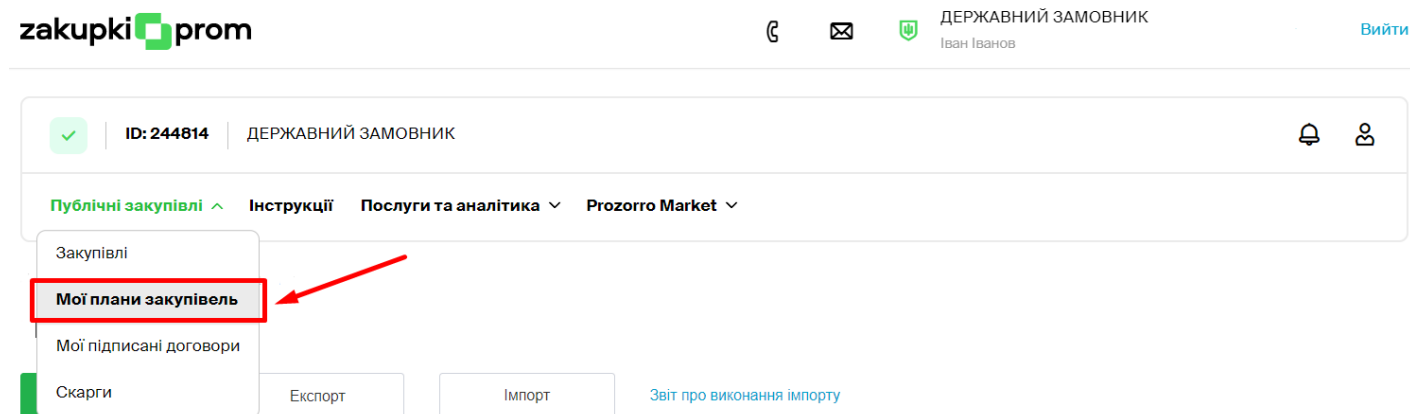 zakupki prom
ДЕРЖАВНИЙ ЗАМОВНИК
Іван Іванов
Вийти
ID: 244814
ДЕРЖАВНИЙ ЗАМОВНИК
Публічні закупівлі
Інструкції
Послуги та аналітика
Prozorro Market
Закупівлі
Мої плани закупівель
Мої підписані договори
Скарги
Експорт
Імпорт
Звіт про виконання імпорту